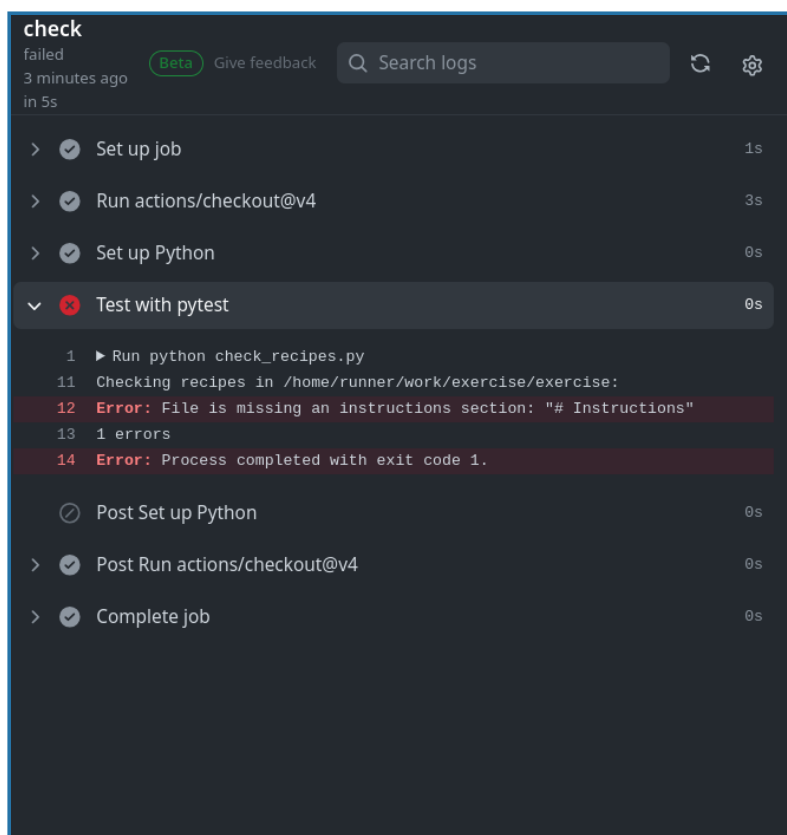 check
failed
3 minutes ago
in 5s
Beta
Give feedback
Search logs
Set up job 1s
Run actions/checkout@v4 3s
Set up Python 0s
Test with pytest 0s
1 Run python check_recipes.py
11 Checking recipes in /home/runner/work/exercise/exercise:
12 Error: File is missing an instructions section: "# Instructions"
13 1 errors
14 Error: Process completed with exit code 1.
Post Set up Python 0s
Post Run actions/checkout@v4 0s
Complete job 0s